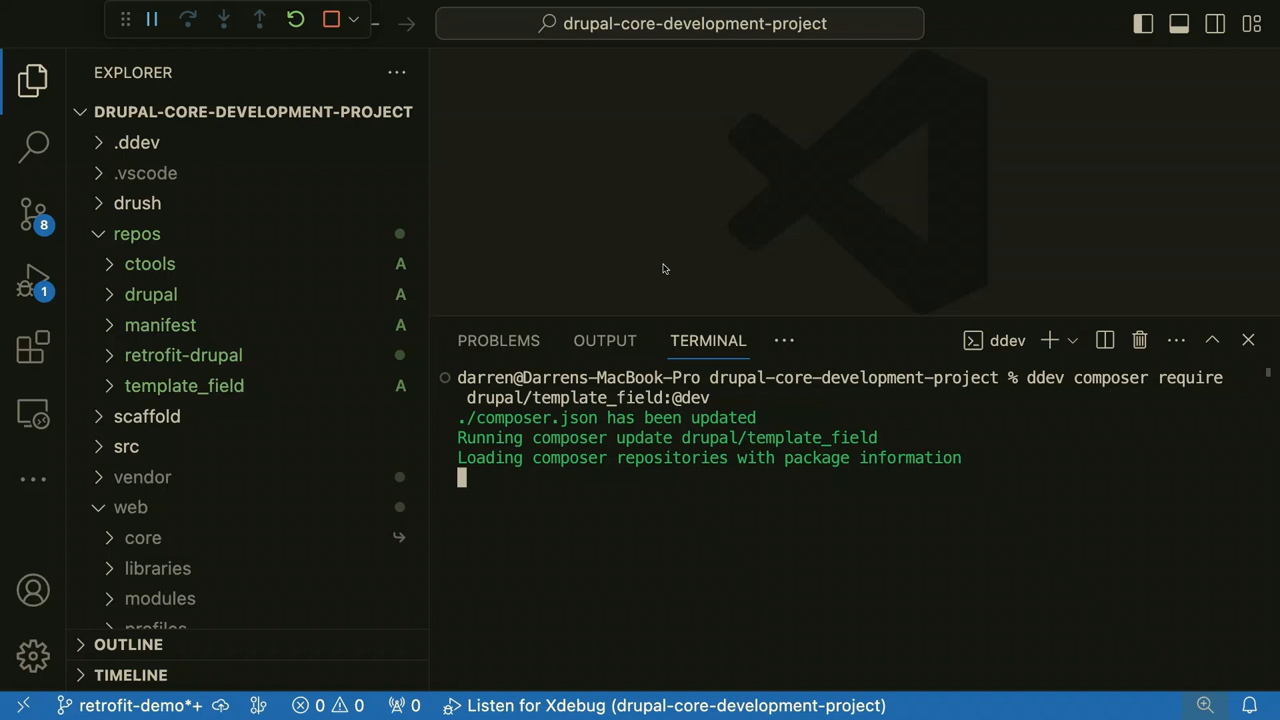 drupal-core-development-project
EXPLORER
DRUPAL-CORE-DEVELOPMENT-PROJECT
.ddev
.vscode
drush
8
repos
ctools A
drupal A
1
manifest A
retrofit-drupal
template_field A
scaffold
src
vendor
web
core
libraries
modules
profiles
OUTLINE
TIMELINE
PROBLEMS OUTPUT TERMINAL ddev
darren@Darrens-MacBook-Pro drupal-core-development-project % ddev composer require
drupal/template_field:@dev
./composer.json has been updated
Running composer update drupal/template_field
Loading composer repositories with package information
retrofit-demo*+ 0 0 0 Listen for Xdebug (drupal-core-development-project)